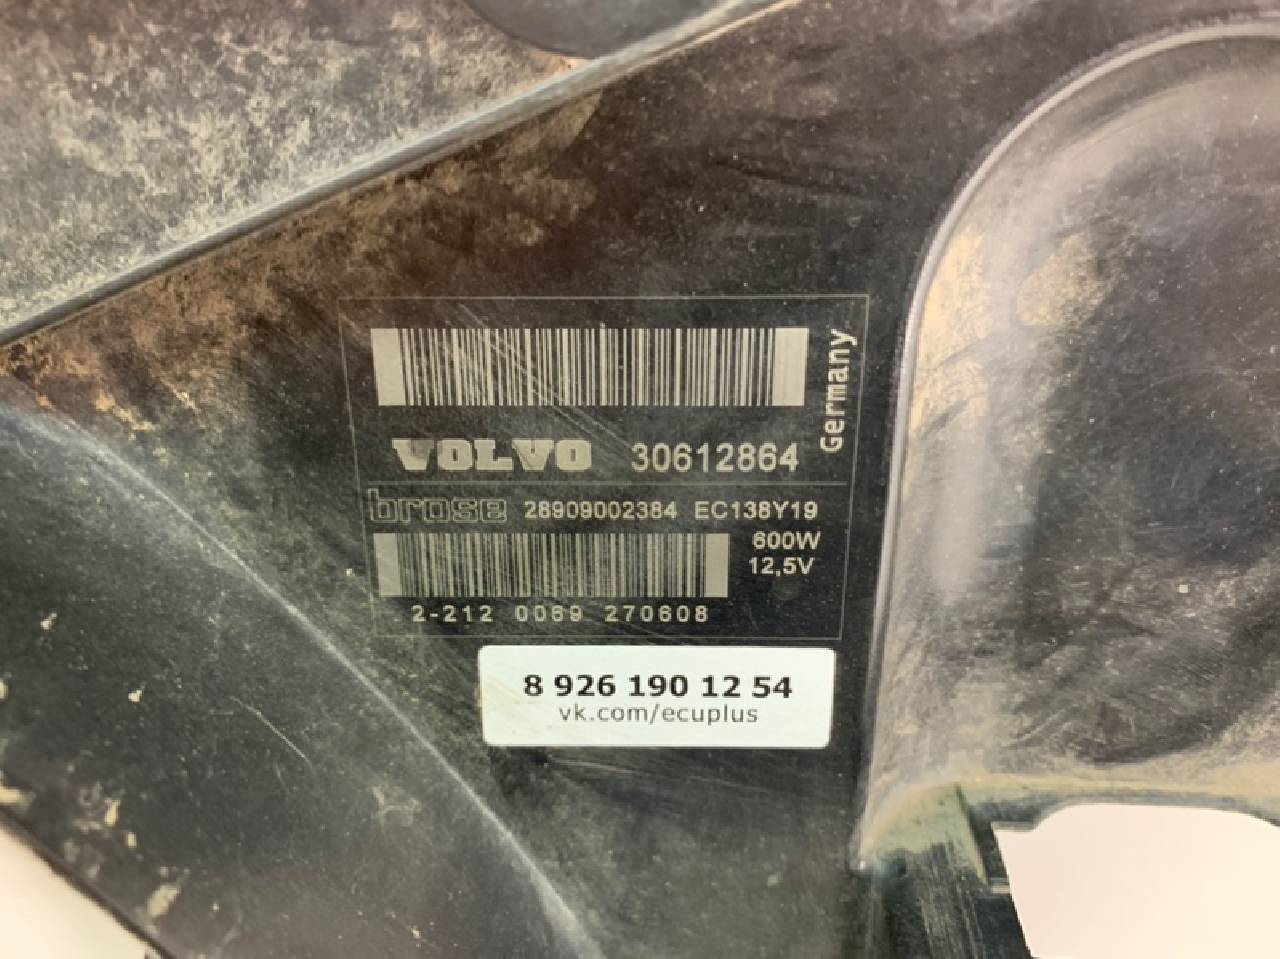 Germany
VOLVO 30612864
brose 28909002384 EC138Y19
600W
12,5V
2-212 0069 270608
8 926 190 12 54
vk.com/ecuplus